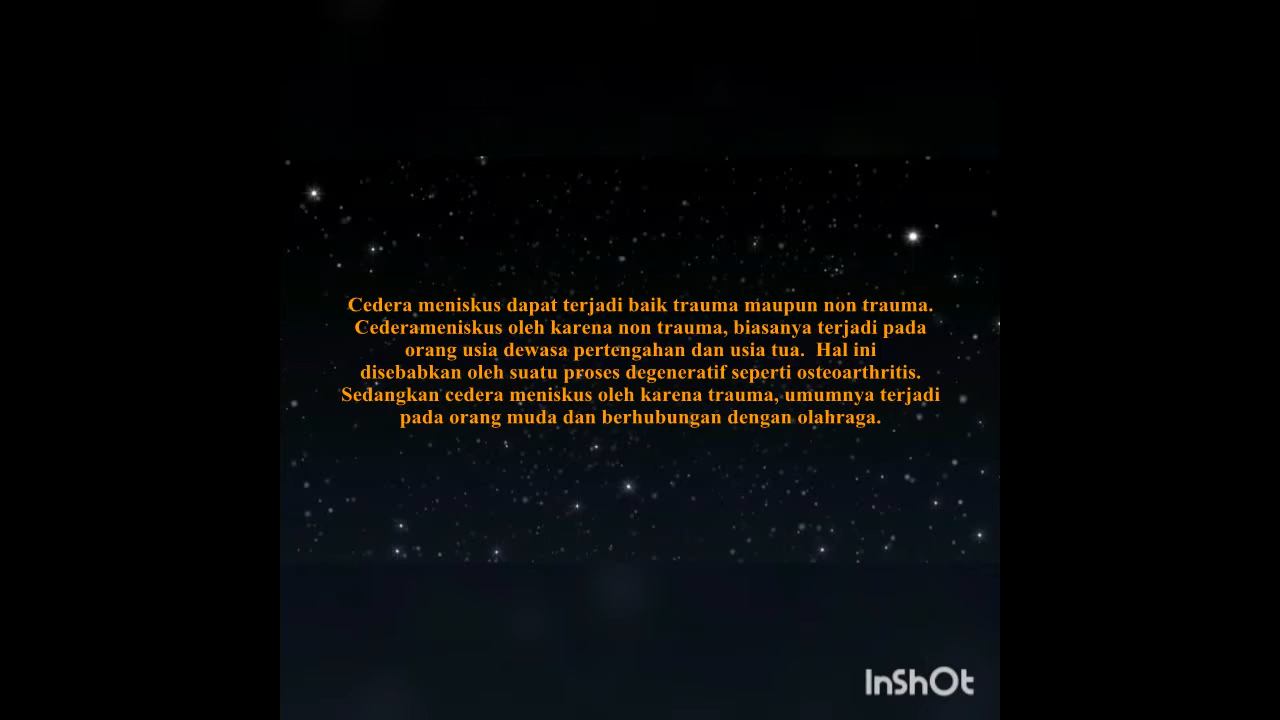 Cedera meniskus dapat terjadi baik trauma maupun non trauma.
Cederameniskus oleh karena non trauma, biasanya terjadi pada
orang usia dewasa pertengahan dan usia tua.  Hal ini
disebabkan oleh suatu proses degeneratif seperti osteoarthritis.
Sedangkan cedera meniskus oleh karena trauma, umumnya terjadi
pada orang muda dan berhubungan dengan olahraga.
InShOt